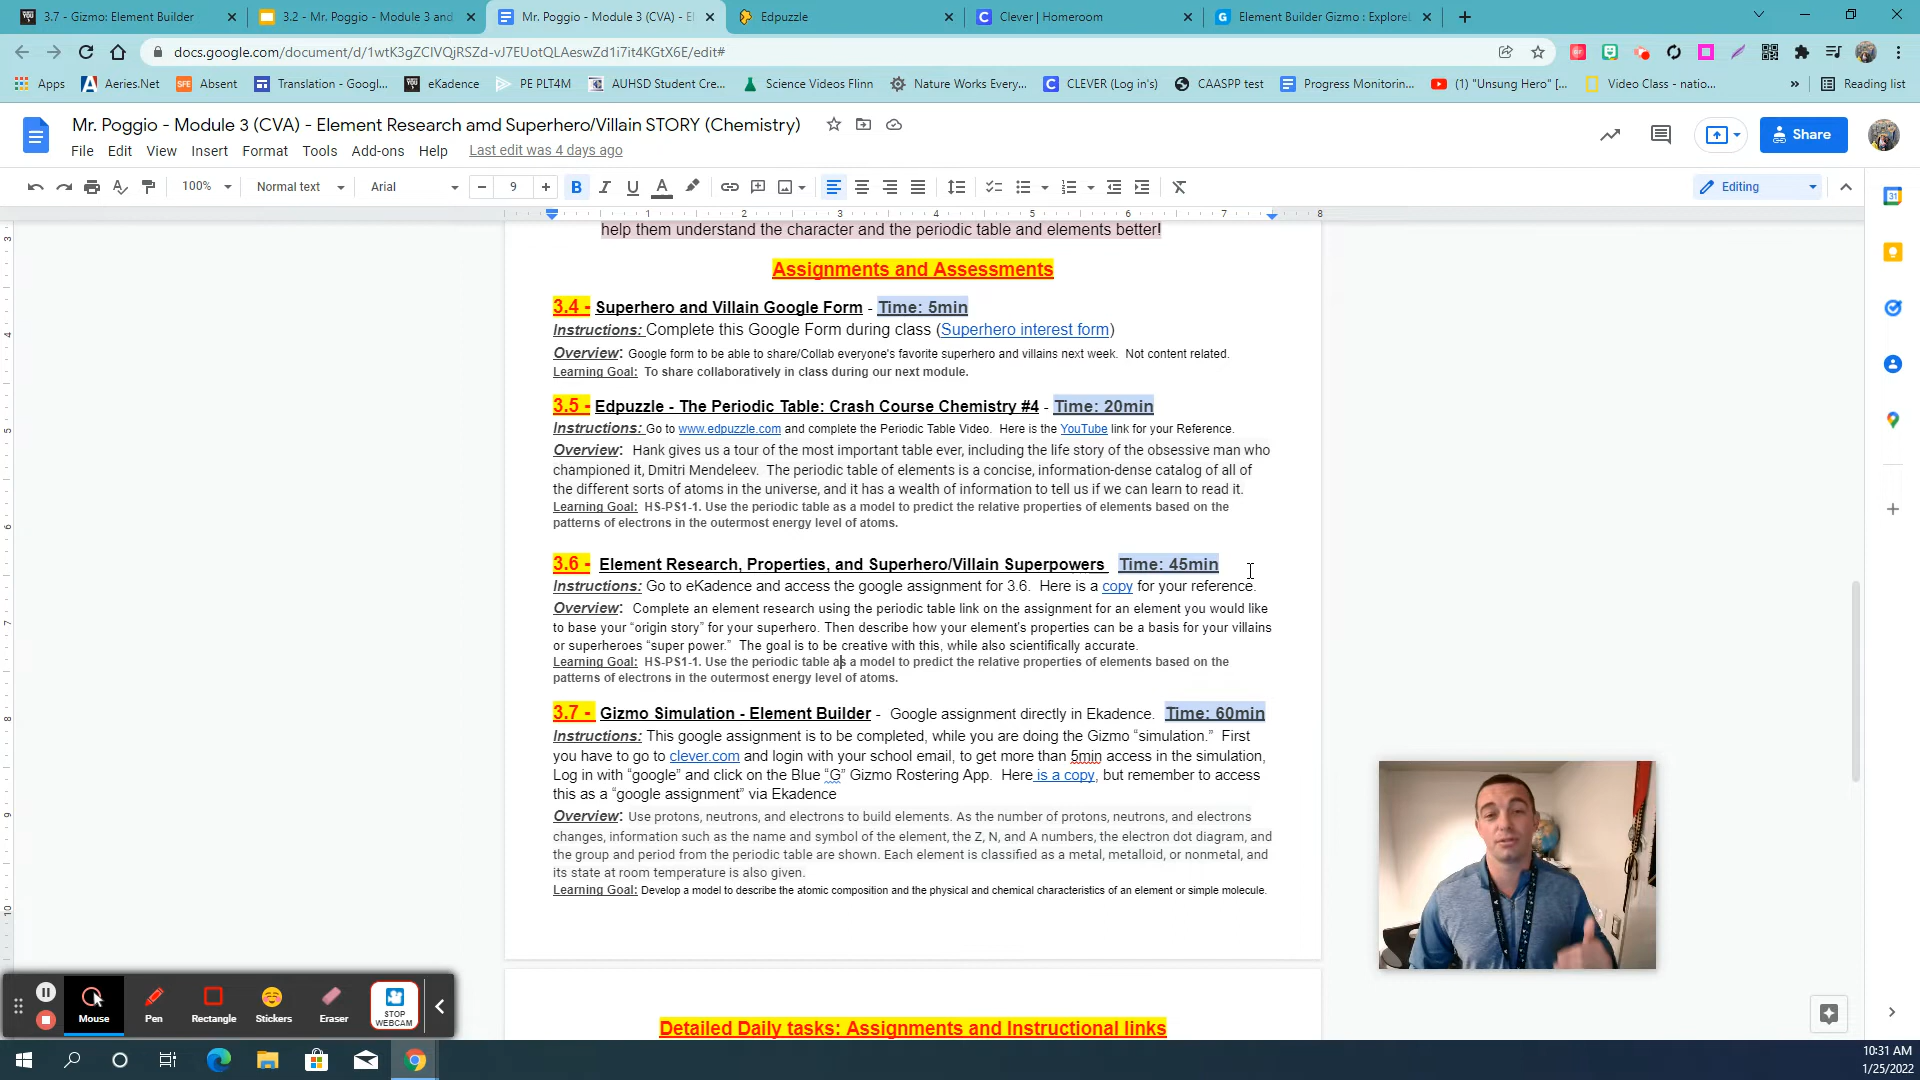 3.7 - Gizmo: Element Builder
3.2 - Mr. Poggio - Module 3 and
Mr. Poggio - Module 3 (CVA) - El
Edpuzzle
Clever | Homeroom
Element Builder Gizmo : Explore
docs.google.com/document/d/1wtK3gZCIVQjRSZd-vJ7EUotQLAeswZd1i7it4KGtX6E/edit#
Apps
Aeries.Net
Absent
Translation - Googl...
eKadence
PE PLT4M
AUHSD Student Cre...
Science Videos Flinn
Nature Works Every...
CLEVER (Log in's)
CAASPP test
Progress Monitorin...
(1) "Unsung Hero" [...
Video Class - natio...
Reading list
Mr. Poggio - Module 3 (CVA) - Element Research amd Superhero/Villain STORY (Chemistry)
Share
File Edit View Insert Format Tools Add-ons Help Last edit was 4 days ago
100% Normal text Arial 9 Editing
1 2 3 4 5 6 7 8
help them understand the character and the periodic table and elements better!
Assignments and Assessments
3.4 - Superhero and Villain Google Form - Time: 5min
Instructions: Complete this Google Form during class (Superhero interest form)
Overview: Google form to be able to share/Collab everyone's favorite superhero and villains next week. Not content related.
Learning Goal: To share collaboratively in class during our next module.
3.5 - Edpuzzle - The Periodic Table: Crash Course Chemistry #4 - Time: 20min
Instructions: Go to www.edpuzzle.com and complete the Periodic Table Video. Here is the YouTube link for your Reference.
Overview: Hank gives us a tour of the most important table ever, including the life story of the obsessive man who
championed it, Dmitri Mendeleev. The periodic table of elements is a concise, information-dense catalog of all of
the different sorts of atoms in the universe, and it has a wealth of information to tell us if we can learn to read it.
Learning Goal: HS-PS1-1. Use the periodic table as a model to predict the relative properties of elements based on the
patterns of electrons in the outermost energy level of atoms.
3.6 - Element Research, Properties, and Superhero/Villain Superpowers Time: 45min
Instructions: Go to eKadence and access the google assignment for 3.6. Here is a copy for your reference.
Overview: Complete an element research using the periodic table link on the assignment for an element you would like
to base your “origin story” for your superhero. Then describe how your element's properties can be a basis for your villains
or superheroes “super power.” The goal is to be creative with this, while also scientifically accurate.
Learning Goal: HS-PS1-1. Use the periodic table as a model to predict the relative properties of elements based on the
patterns of electrons in the outermost energy level of atoms.
3.7 - Gizmo Simulation - Element Builder - Google assignment directly in Ekadence. Time: 60min
Instructions: This google assignment is to be completed, while you are doing the Gizmo “simulation.” First
you have to go to clever.com and login with your school email, to get more than 5min access in the simulation,
Log in with “google” and click on the Blue “G” Gizmo Rostering App. Here is a copy, but remember to access
this as a “google assignment” via Ekadence
Overview: Use protons, neutrons, and electrons to build elements. As the number of protons, neutrons, and electrons
changes, information such as the name and symbol of the element, the Z, N, and A numbers, the electron dot diagram, and
the group and period from the periodic table are shown. Each element is classified as a metal, metalloid, or nonmetal, and
its state at room temperature is also given.
Learning Goal: Develop a model to describe the atomic composition and the physical and chemical characteristics of an element or simple molecule.
Detailed Daily tasks: Assignments and Instructional links
Mouse
Pen
Rectangle
Stickers
Eraser
STOP
WEBCAM
10:31 AM
1/25/2022